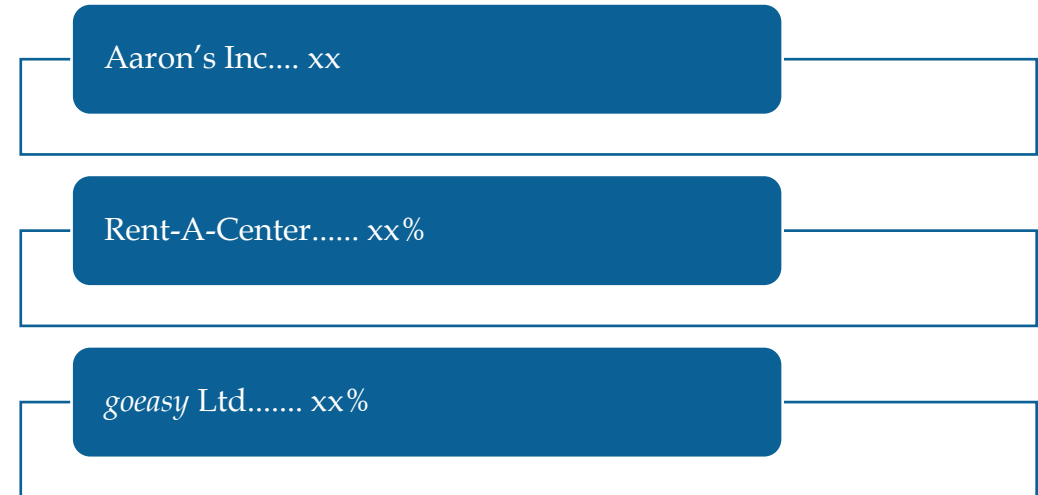 Aaron’s Inc.... xx
Rent-A-Center...... xx%
goeasy Ltd....... xx%